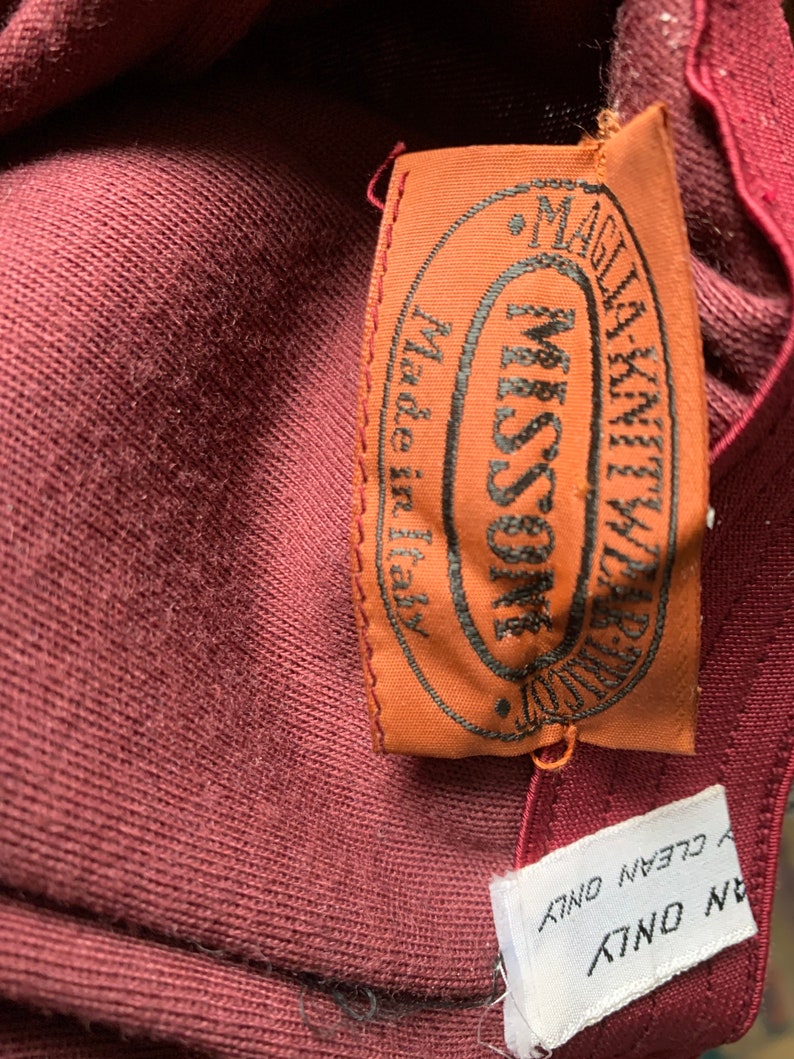 · MAGLIA-KNITWEAR-TRICOT ·
MISSONI
Made in Italy
Y CLEAN ONLY
AN ONLY